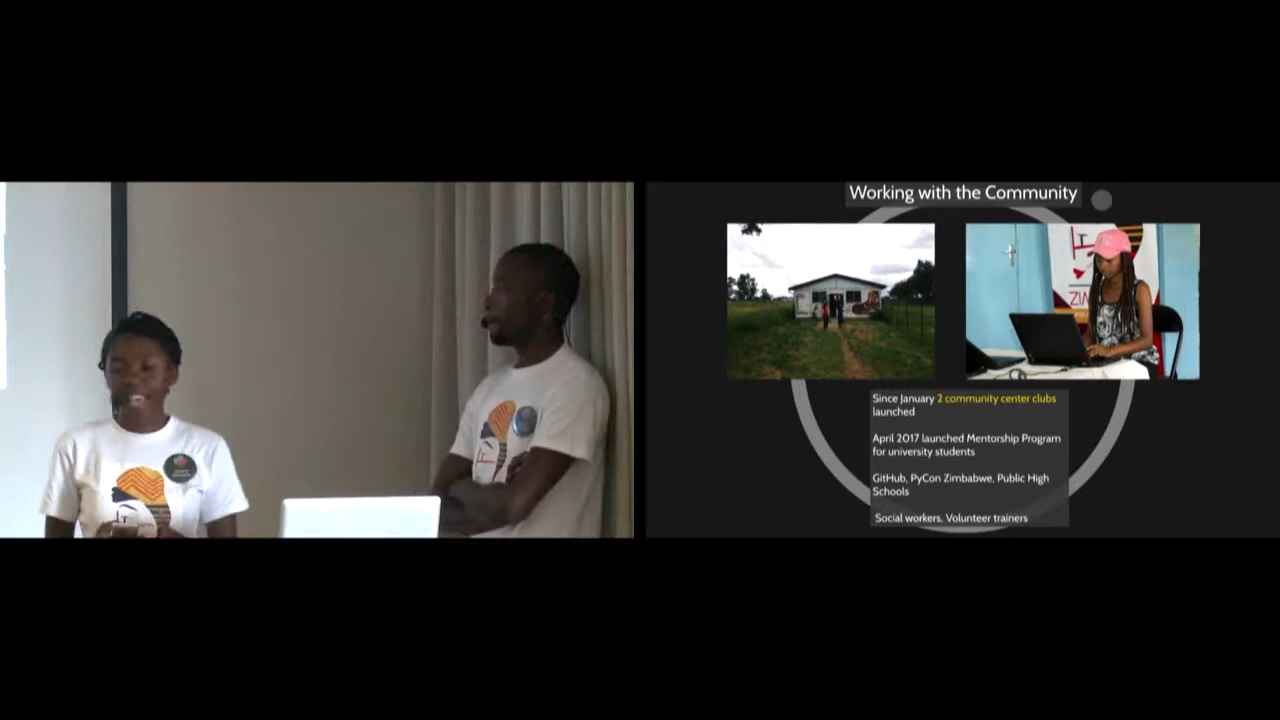 Working with the Community
ZIM
Since January 2 community center clubs
launched
April 2017 launched Mentorship Program
for university students
GitHub, PyCon Zimbabwe, Public High
Schools
Social workers, Volunteer trainers